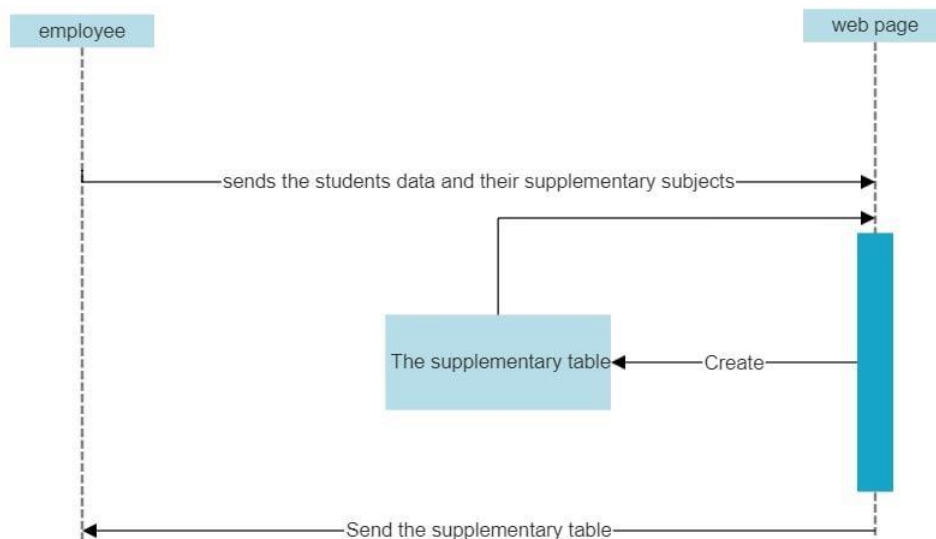 employee
web page
sends the students data and their supplementary subjects
The supplementary table
Create
Send the supplementary table